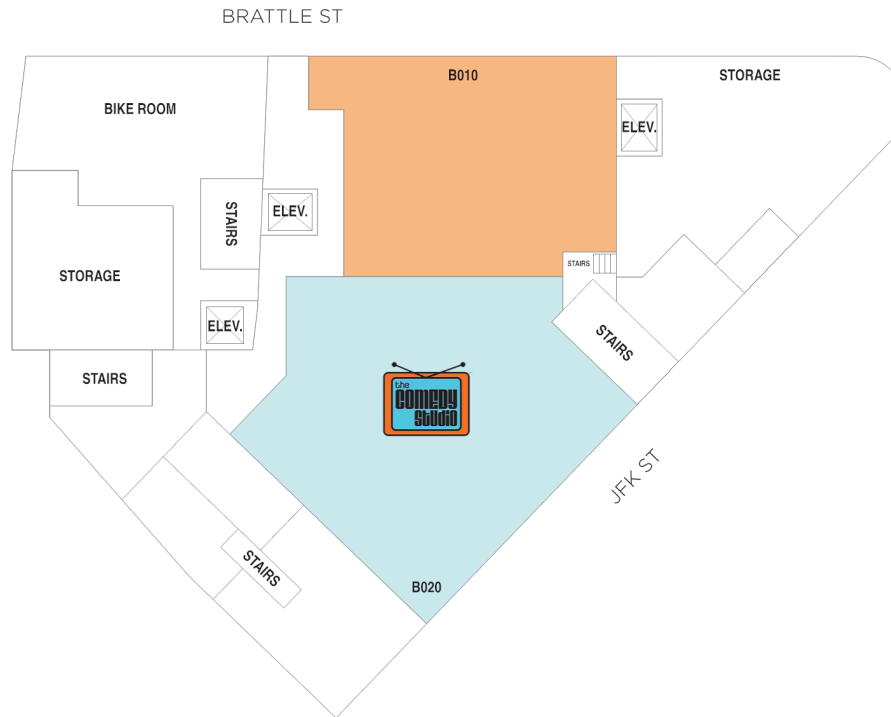 BRATTLE ST
B010
STORAGE
BIKE ROOM
ELEV.
STAIRS
ELEV.
STORAGE
STAIRS
ELEV.
STAIRS
STAIRS
the
COMEDY
STUDIO
JFK ST
STAIRS
B020